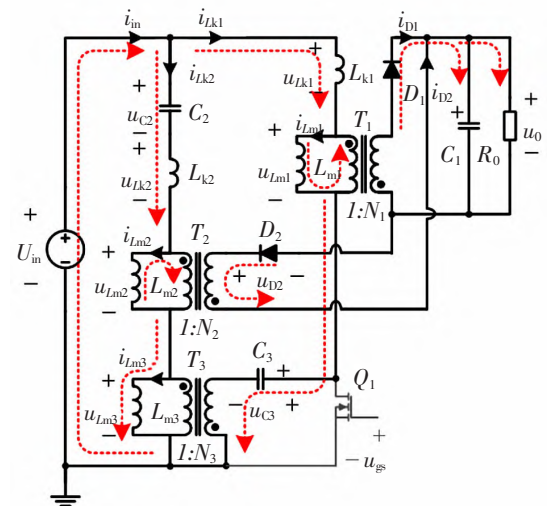 i_in
i_Lk1
i_D1
+
i_Lk2
u_Lk1
−
L_k1
D_1
i_D2
+
u_C2
−
C_2
+
C_1
R_0
+
u_0
−
+
u_Lk2
−
L_k2
+
i_Lm1
u_Lm1
−
L_m1
T_1
1:N_1
+
U_in
−
i_Lm2
+
u_Lm2
−
L_m2
T_2
1:N_2
D_2
+ u_D2 −
i_Lm3
+
u_Lm3
−
L_m3
T_3
1:N_3
C_3
+
− u_C3 +
Q_1
+
− u_gs